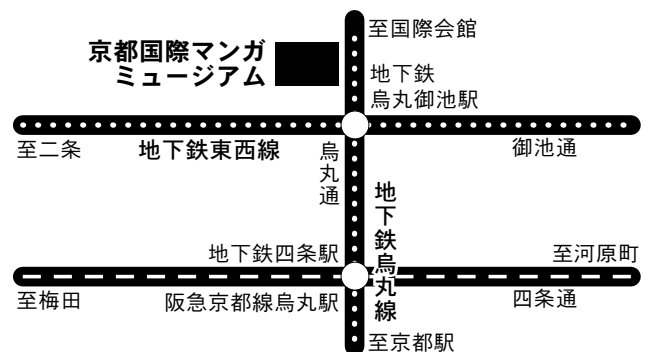 至国際会館
京都国際マンガ
ミュージアム
地下鉄
烏丸御池駅
至二条
地下鉄東西線
烏丸通
御池通
地下鉄烏丸線
地下鉄四条駅
至河原町
至梅田
阪急京都線烏丸駅
四条通
至京都駅